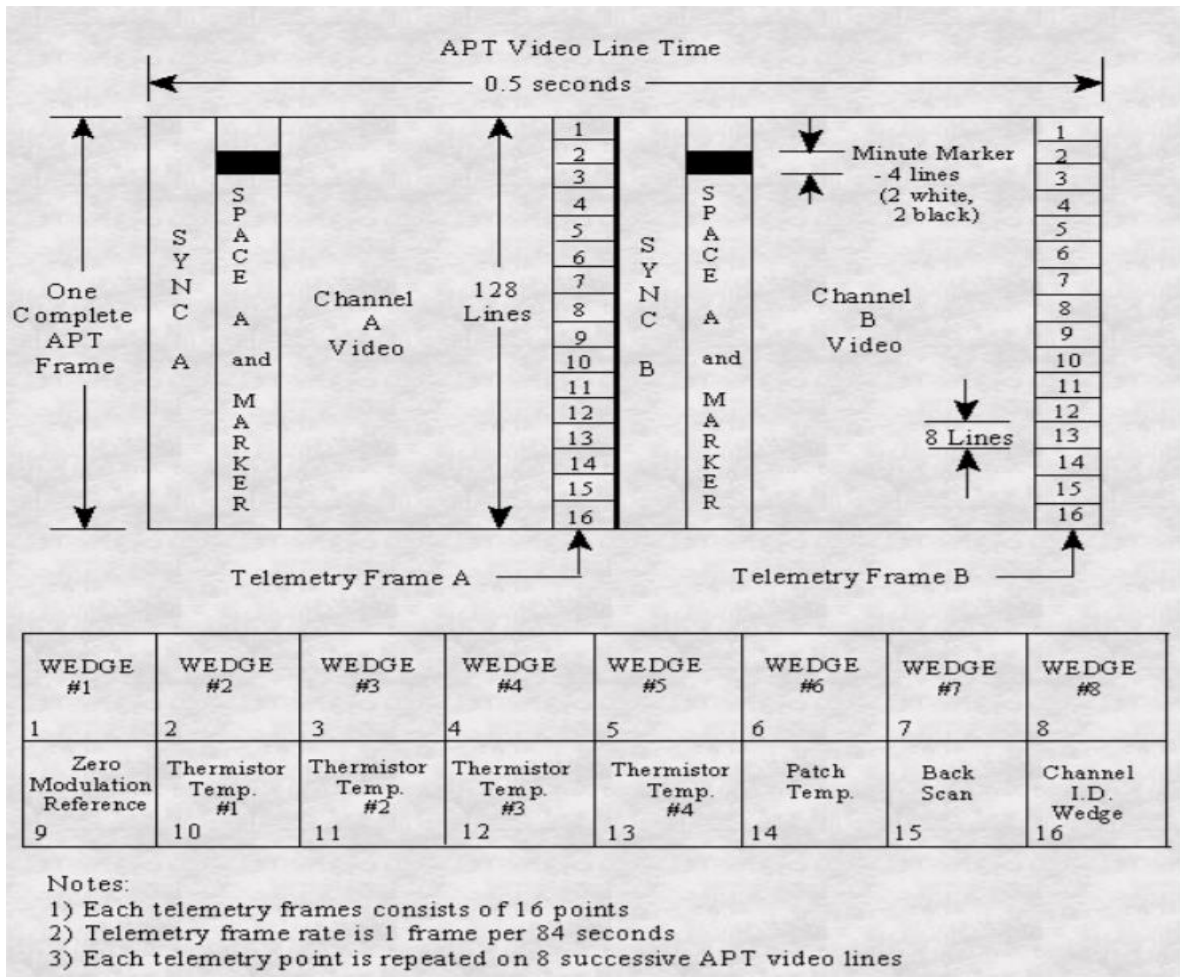 APT Video Line Time
0.5 seconds
One
Complete
APT
Frame
SYNC A
SPACE A and MARKER
Channel
A
Video
128
Lines
1
2
3
4
5
6
7
8
9
10
11
12
13
14
15
16
SYNC B
SPACE A and MARKER
Minute Marker
- 4 lines
(2 white,
2 black)
Channel
B
Video
8 Lines
1
2
3
4
5
6
7
8
9
10
11
12
13
14
15
16
Telemetry Frame A
Telemetry Frame B
WEDGE
#1
1
WEDGE
#2
2
WEDGE
#3
3
WEDGE
#4
4
WEDGE
#5
5
WEDGE
#6
6
WEDGE
#7
7
WEDGE
#8
8
Zero
Modulation
Reference
9
Thermistor
Temp.
#1
10
Thermistor
Temp.
#2
11
Thermistor
Temp.
#3
12
Thermistor
Temp.
#4
13
Patch
Temp.
14
Back
Scan
15
Channel
I.D.
Wedge
16
Notes:
1) Each telemetry frames consists of 16 points
2) Telemetry frame rate is 1 frame per 84 seconds
3) Each telemetry point is repeated on 8 successive APT video lines